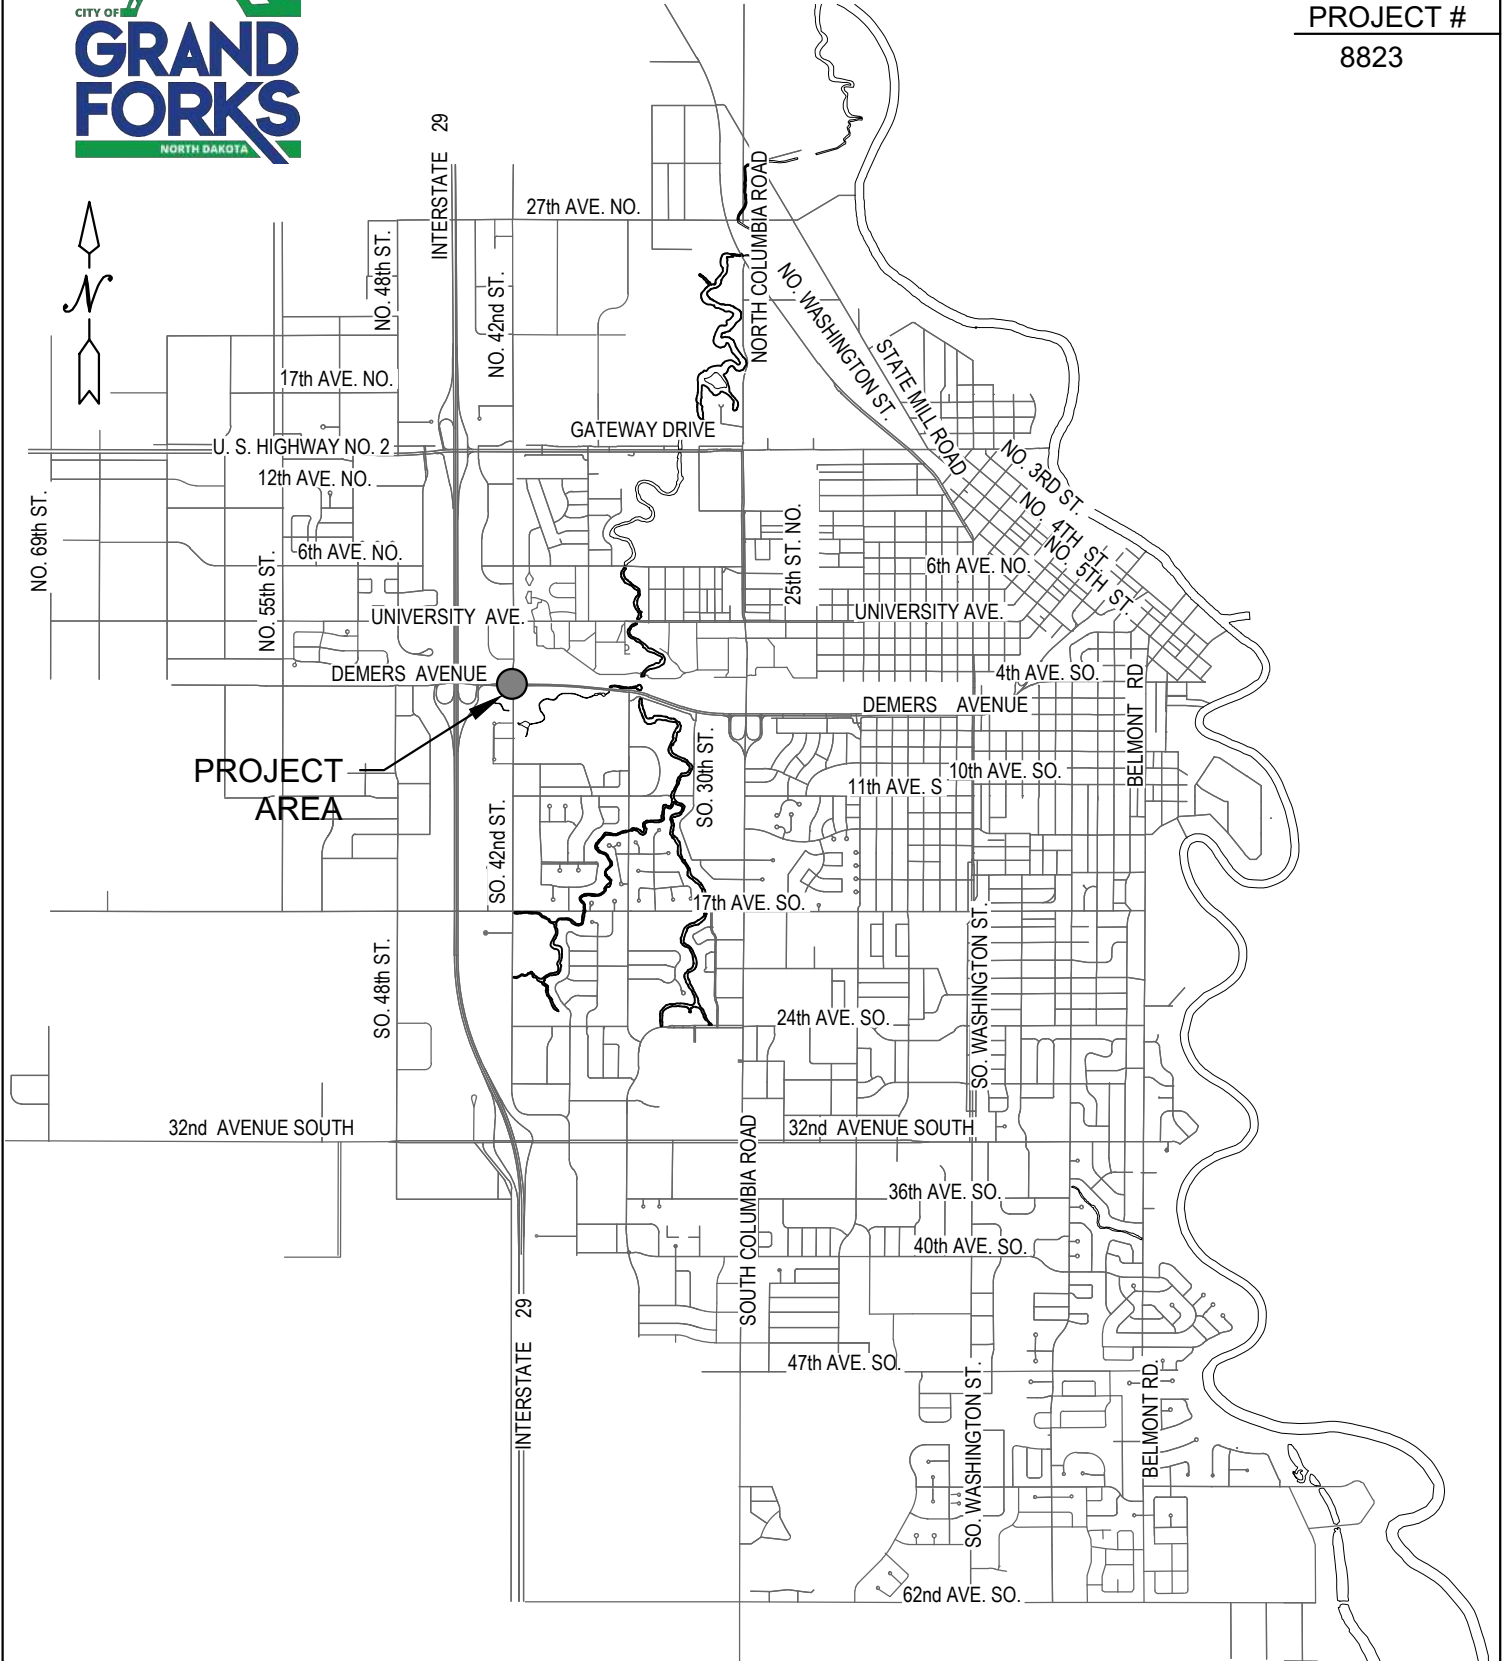 CITY OF
GRAND
FORKS
NORTH DAKOTA
PROJECT #
8823
N
INTERSTATE 29
27th AVE. NO.
NORTH COLUMBIA ROAD
NO. 48th ST.
NO. 42nd ST.
NO. WASHINGTON ST.
STATE MILL ROAD
17th AVE. NO.
GATEWAY DRIVE
U. S. HIGHWAY NO. 2
12th AVE. NO.
NO. 3RD ST.
NO. 4TH ST.
NO. 5TH ST.
NO. 69th ST.
25th ST. NO.
6th AVE. NO.
6th AVE. NO.
NO. 55th ST.
UNIVERSITY AVE.
UNIVERSITY AVE.
DEMERS AVENUE
4th AVE. SO.
DEMERS AVENUE
BELMONT RD
PROJECT
AREA
SO. 30th ST.
10th AVE. SO.
11th AVE. S
SO. 42nd ST.
17th AVE. SO.
SO. WASHINGTON ST.
SO. 48th ST.
24th AVE. SO.
32nd AVENUE SOUTH
32nd AVENUE SOUTH
SOUTH COLUMBIA ROAD
36th AVE. SO.
40th AVE. SO.
INTERSTATE 29
47th AVE. SO.
SO. WASHINGTON ST.
BELMONT RD.
62nd AVE. SO.